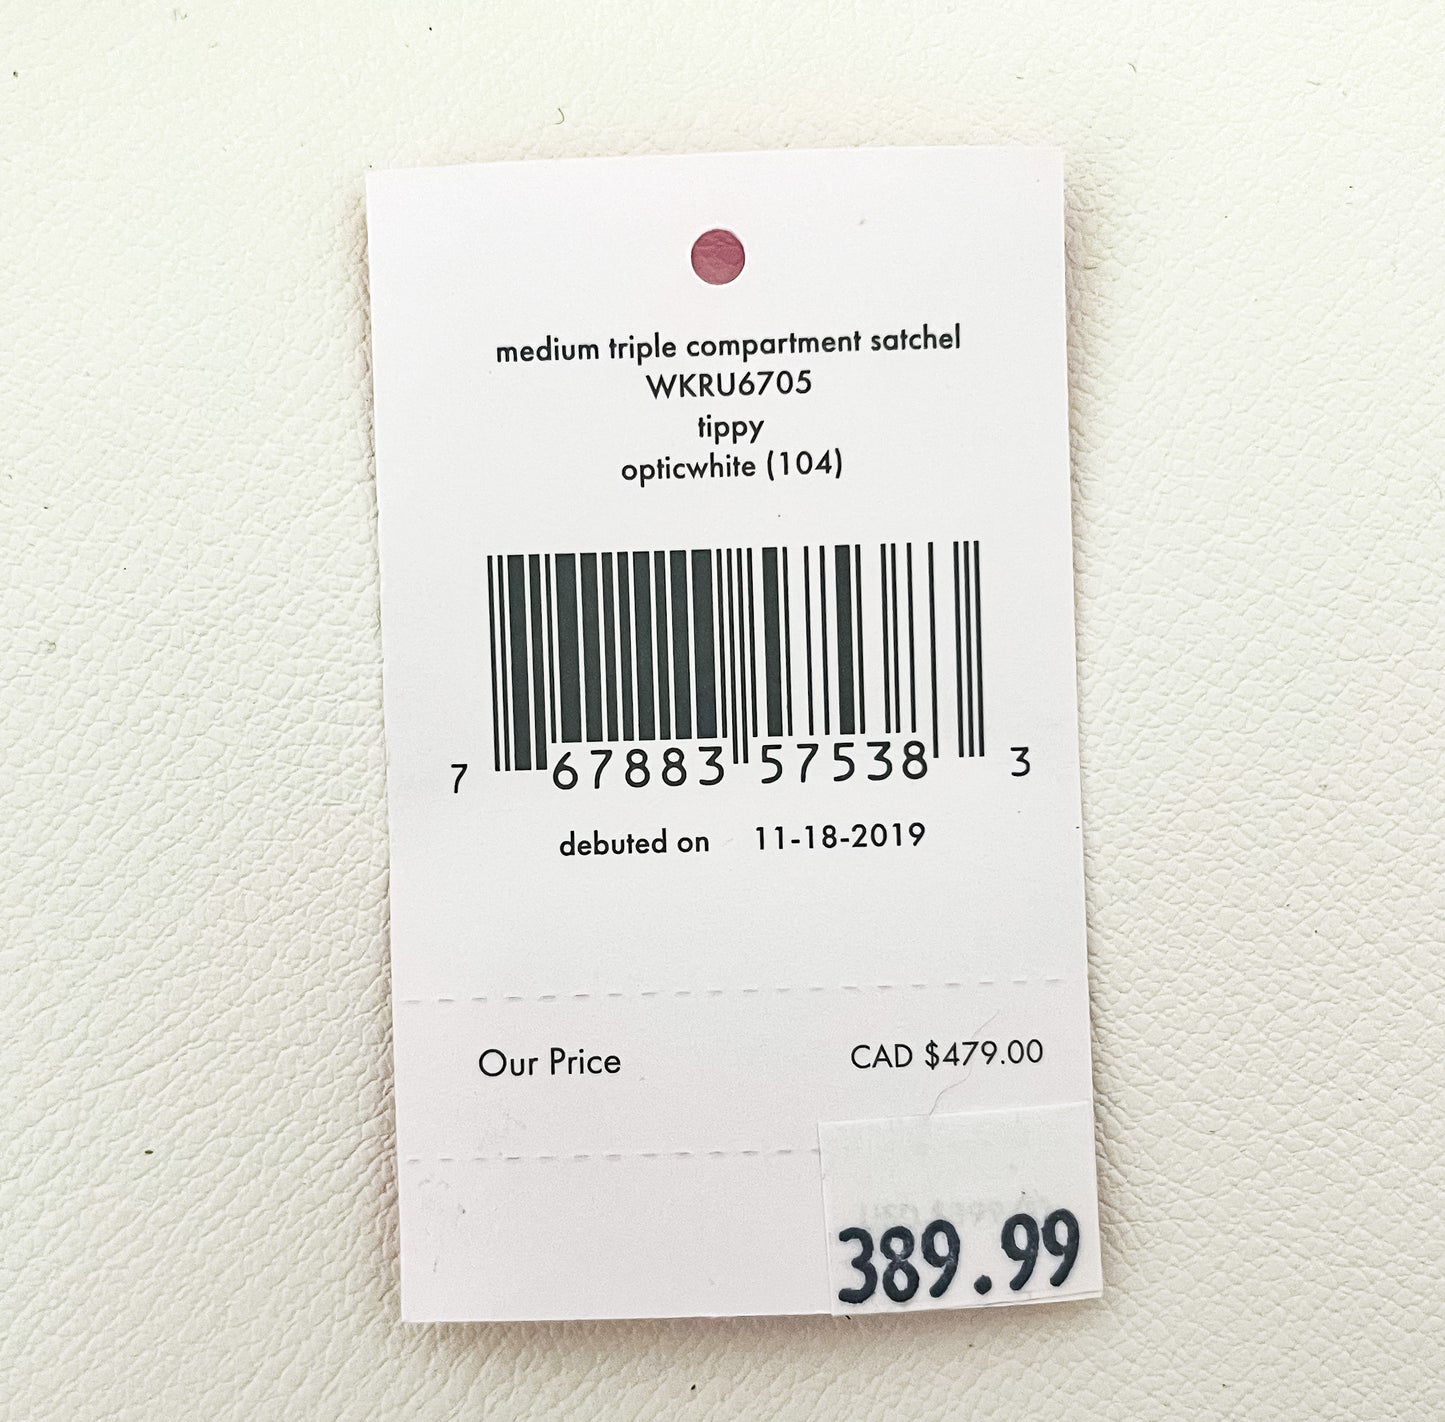 medium triple compartment satchel
WKRU6705
tippy
opticwhite (104)
7 67883 57538 3
debuted on 11-18-2019
Our Price CAD $479.00
389.99